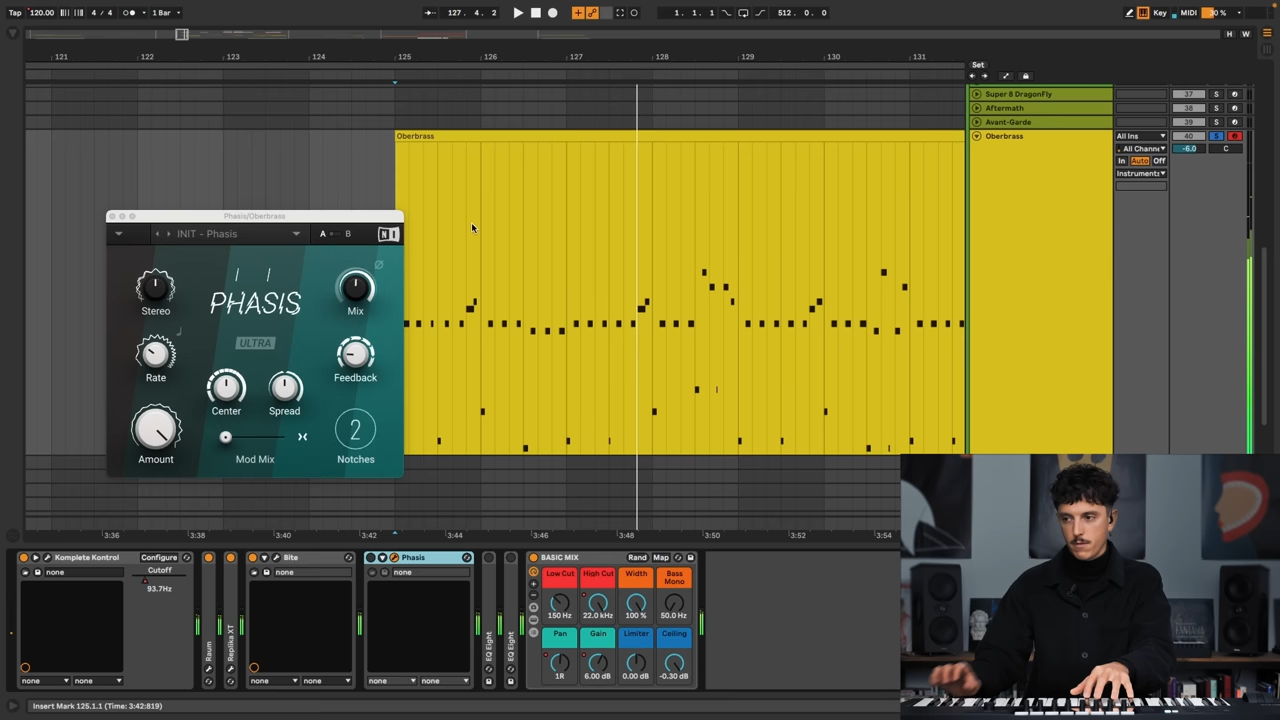 Tap 120.00 4 / 4 1 Bar 127. 4. 2 1. 1. 1 512. 0. 0 Key MIDI 30 %
H W
121 122 123 124 125 126 127 128 129 130 131
Set
Super 8 DragonFly 37 S
Aftermath 38 S
Avant-Garde 39 S
Oberbrass
Oberbrass All Ins 40 S
All Channe -6.0 C
In Auto Off
Instruments
Phasis/Oberbrass
INIT - Phasis A B NI
PHASIS
Stereo Mix
ULTRA
Rate Feedback
Center Spread
2
Amount Mod Mix Notches
3:36 3:38 3:40 3:42 3:44 3:46 3:48 3:50 3:52 3:54
Komplete Kontrol Configure
none Cutoff
93.7Hz
none none
Raum
Replika XT
Bite
none
none none
Phasis
none
none none
EQ Eight
EQ Eight
BASIC MIX Rand Map
Low Cut High Cut Width Bass Mono
150 Hz 22.0 kHz 100 % 50.0 Hz
Pan Gain Limiter Ceiling
1R 6.00 dB 0.00 dB -0.30 dB
Insert Mark 125.1.1 (Time: 3:42:819)